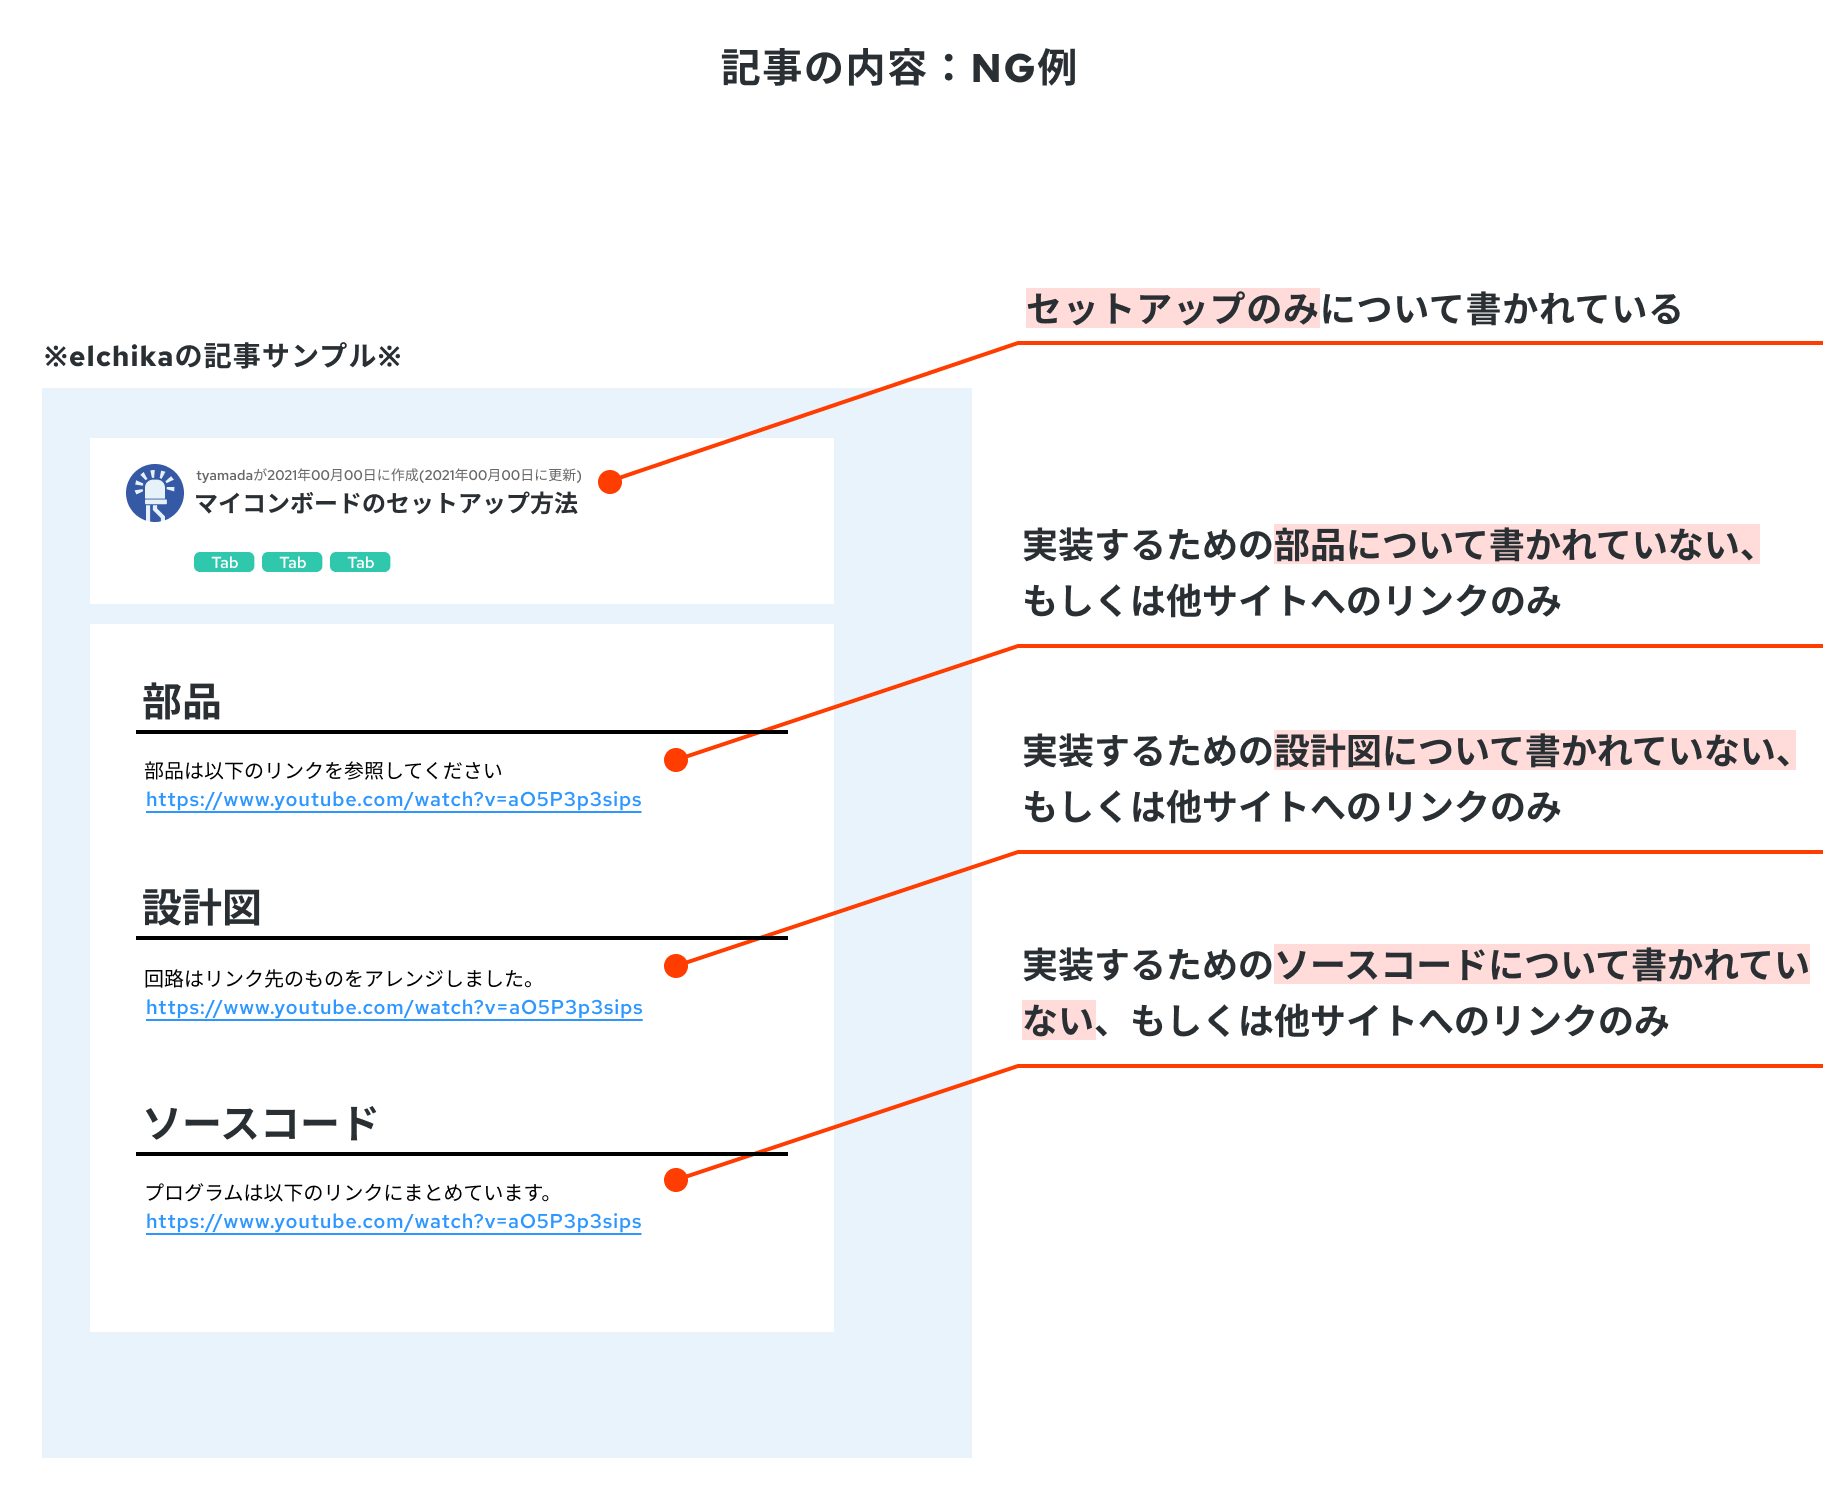 記事の内容：NG例
セットアップのみについて書かれている
※elchikaの記事サンプル※
tyamadaが2021年00月00日に作成(2021年00月00日に更新)
マイコンボードのセットアップ方法
Tab Tab Tab
実装するための部品について書かれていない、
もしくは他サイトへのリンクのみ
部品
部品は以下のリンクを参照してください
https://www.youtube.com/watch?v=aO5P3p3sips
実装するための設計図について書かれていない、
もしくは他サイトへのリンクのみ
設計図
回路はリンク先のものをアレンジしました。
https://www.youtube.com/watch?v=aO5P3p3sips
実装するためのソースコードについて書かれてい
ない、もしくは他サイトへのリンクのみ
ソースコード
プログラムは以下のリンクにまとめています。
https://www.youtube.com/watch?v=aO5P3p3sips